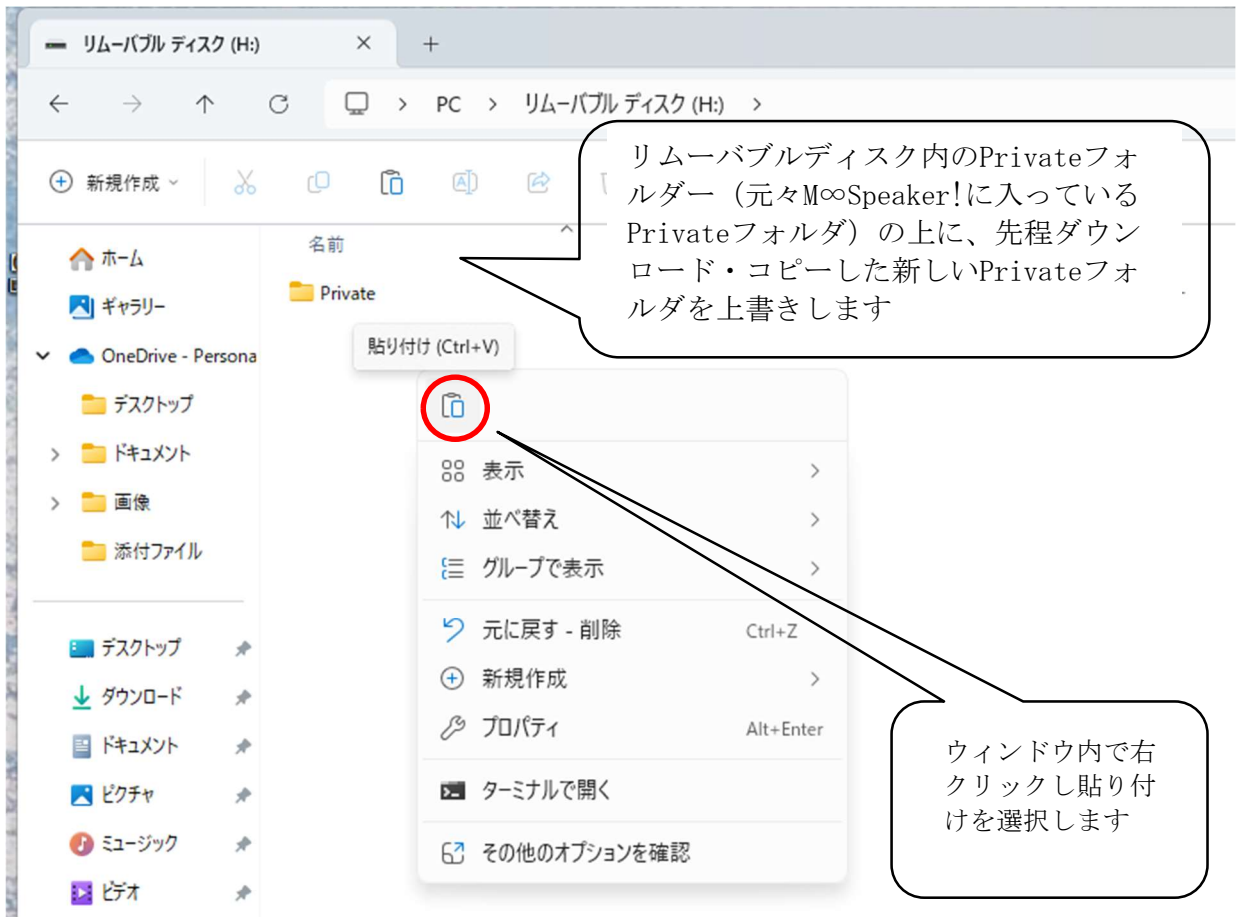 リムーバブル ディスク (H:)
PC > リムーバブル ディスク (H:) >
新規作成
リムーバブルディスク内のPrivateフォ
ルダー（元々M∞Speaker!に入っている
Privateフォルダ）の上に、先程ダウン
ロード・コピーした新しいPrivateフォ
ルダを上書きします
名前
Private
貼り付け (Ctrl+V)
ホーム
ギャラリー
OneDrive - Persona
デスクトップ
ドキュメント
画像
添付ファイル
デスクトップ
ダウンロード
ドキュメント
ピクチャ
ミュージック
ビデオ
表示
並べ替え
グループで表示
元に戻す - 削除 Ctrl+Z
新規作成
プロパティ Alt+Enter
ターミナルで開く
その他のオプションを確認
ウィンドウ内で右
クリックし貼り付
けを選択します